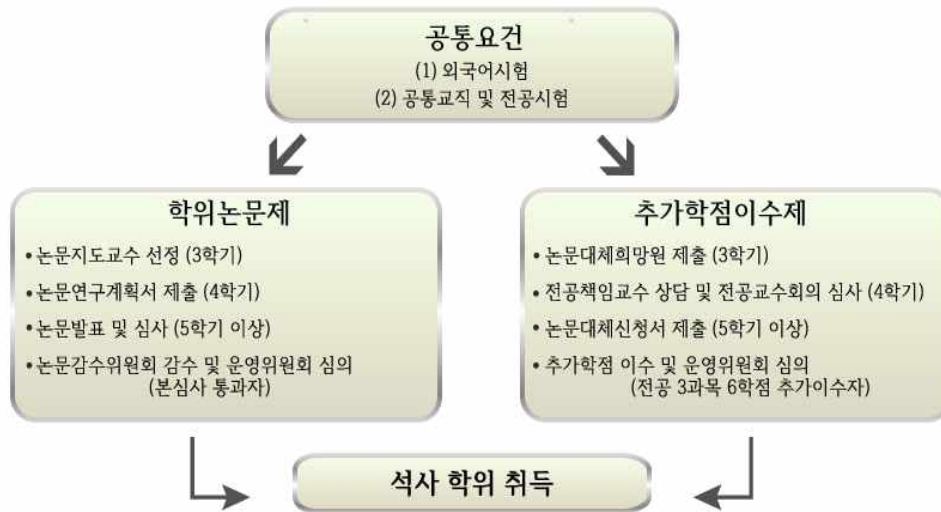 공통요건
(1) 외국어시험
(2) 공통교직 및 전공시험
학위논문제
• 논문지도교수 선정 (3학기)
• 논문연구계획서 제출 (4학기)
• 논문발표 및 심사 (5학기 이상)
• 논문감수위원회 감수 및 운영위원회 심의
(본심사 통과자)
추가학점이수제
• 논문대체희망원 제출 (3학기)
• 전공책임교수 상담 및 전공교수회의 심사 (4학기)
• 논문대체신청서 제출 (5학기 이상)
• 추가학점 이수 및 운영위원회 심의
(전공 3과목 6학점 추가이수자)
석사 학위 취득